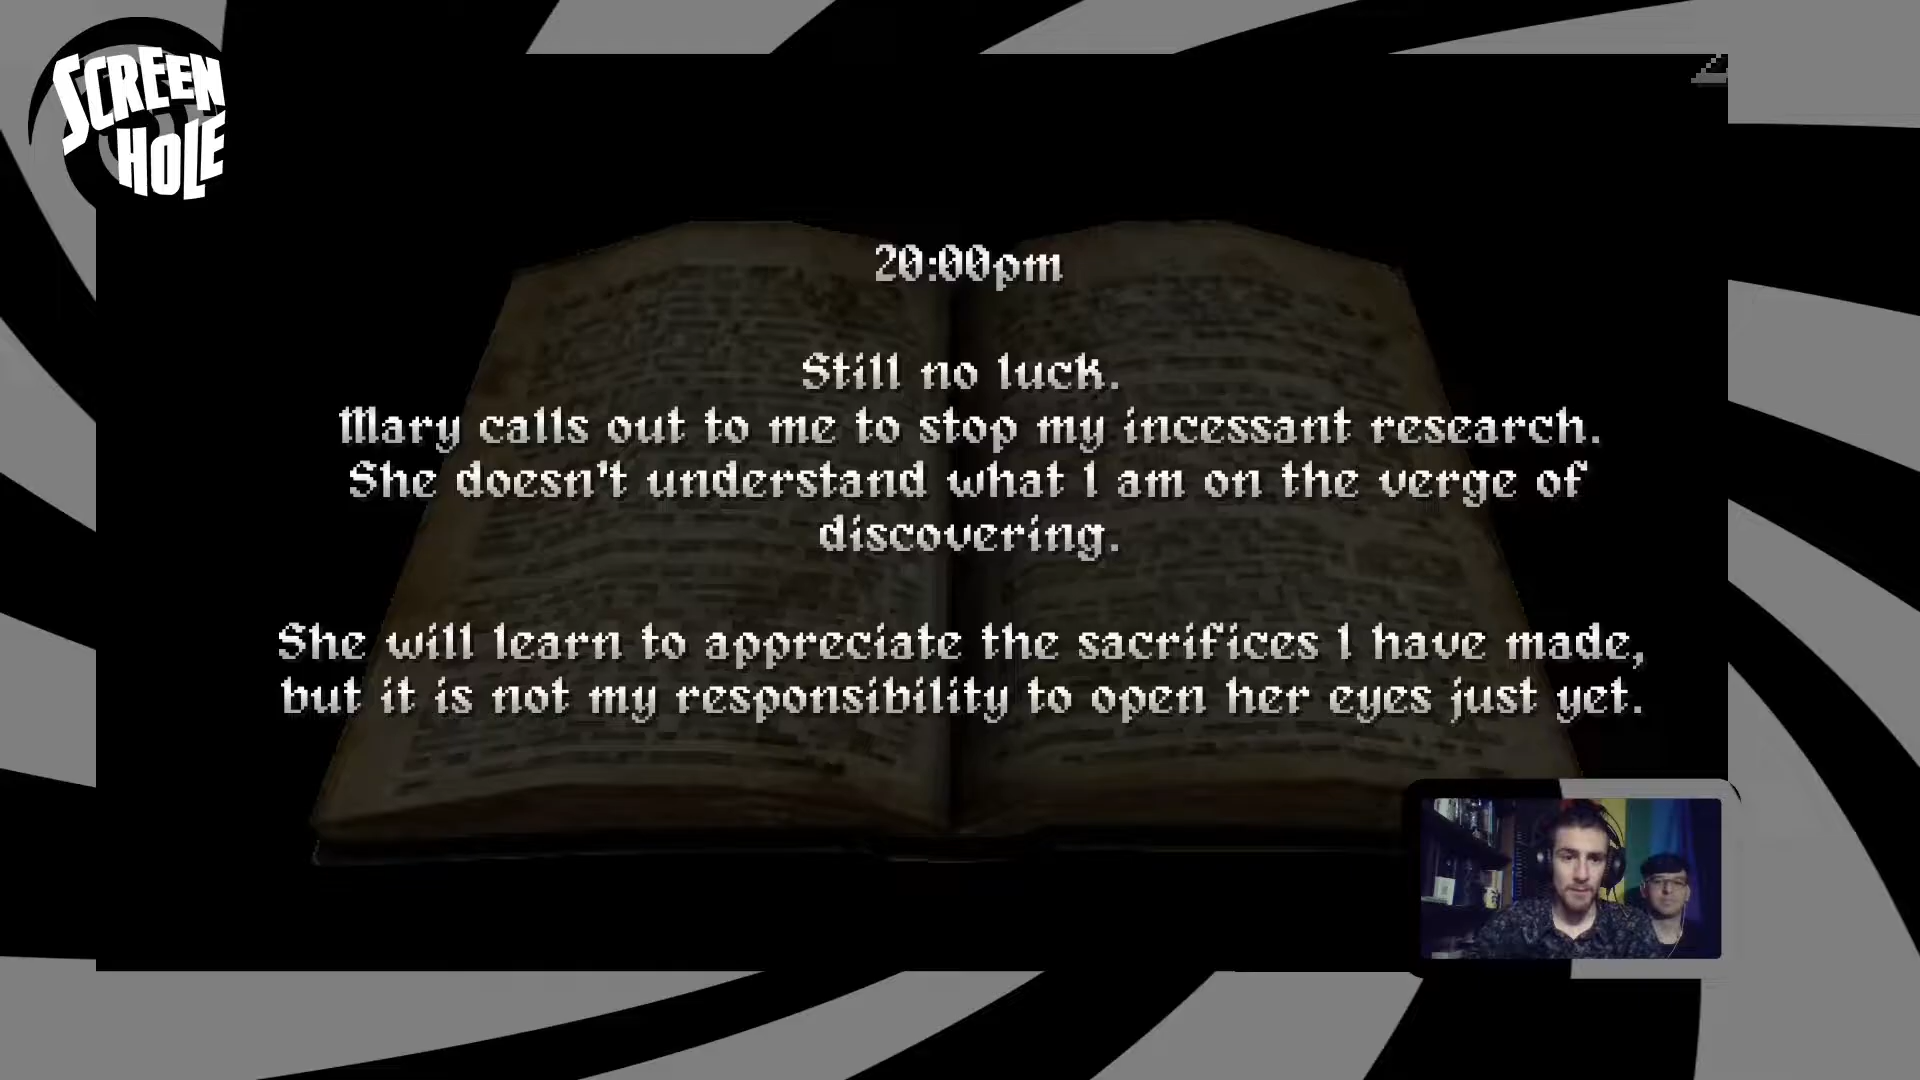 SCREEN
HOLE
20:00pm
Still no luck.
Mary calls out to me to stop my incessant research.
She doesn't understand what I am on the verge of
discovering.
She will learn to appreciate the sacrifices I have made,
but it is not my responsibility to open her eyes just yet.